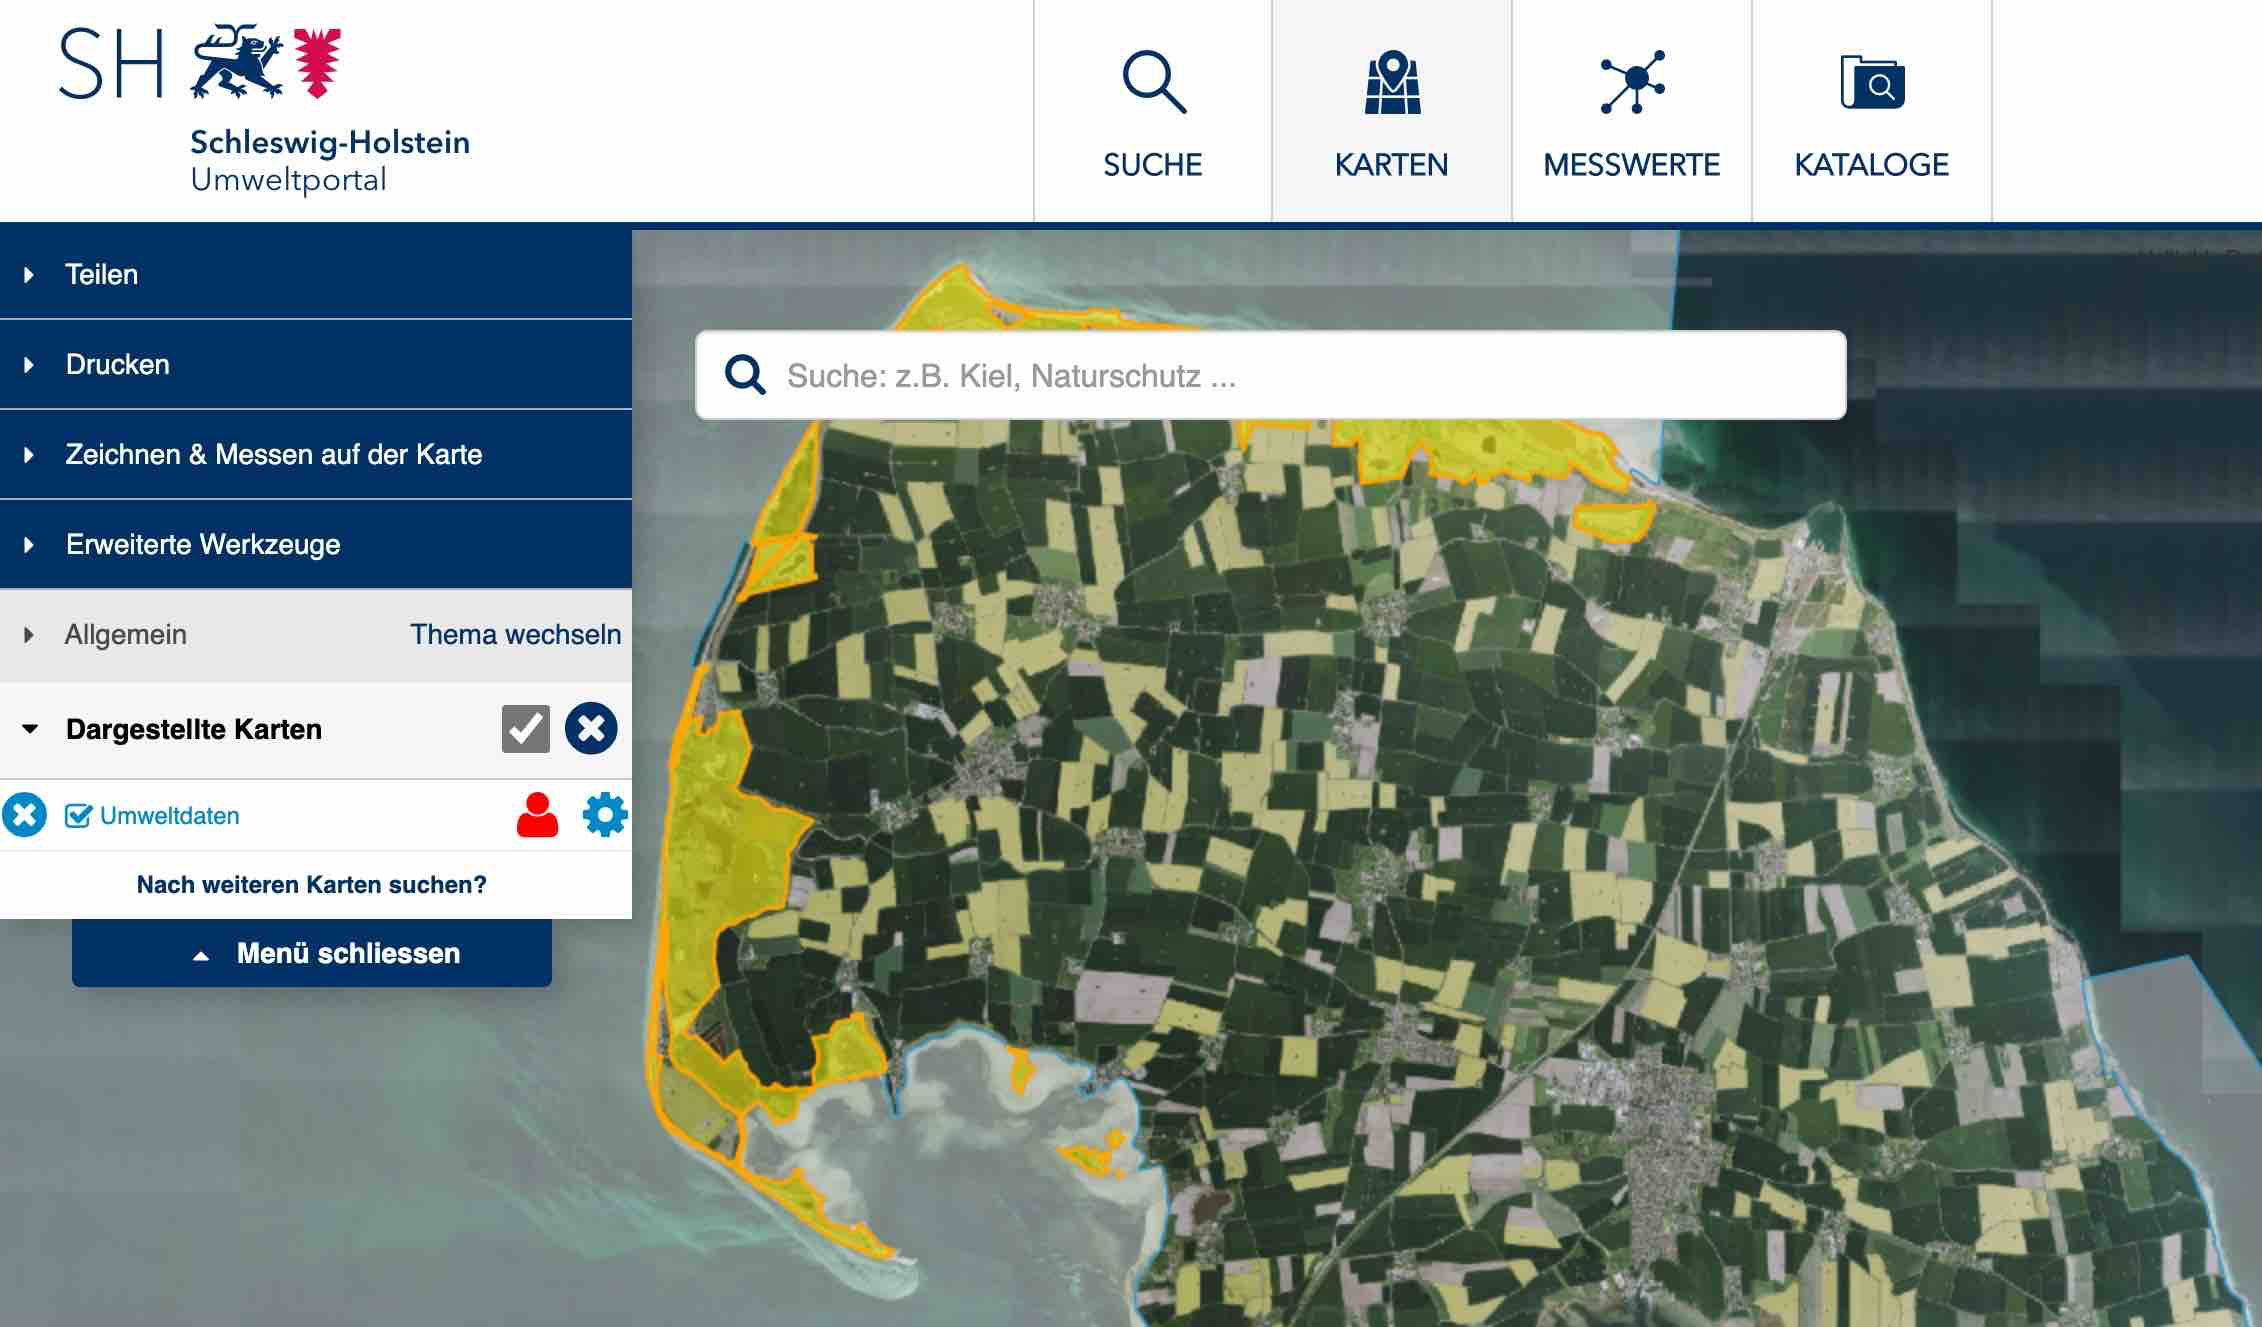 SH
Schleswig-Holstein
Umweltportal
SUCHE
KARTEN
MESSWERTE
KATALOGE
Teilen
Drucken
Zeichnen & Messen auf der Karte
Erweiterte Werkzeuge
Allgemein Thema wechseln
Dargestellte Karten
Umweltdaten
Nach weiteren Karten suchen?
Menü schliessen
Suche: z.B. Kiel, Naturschutz ...